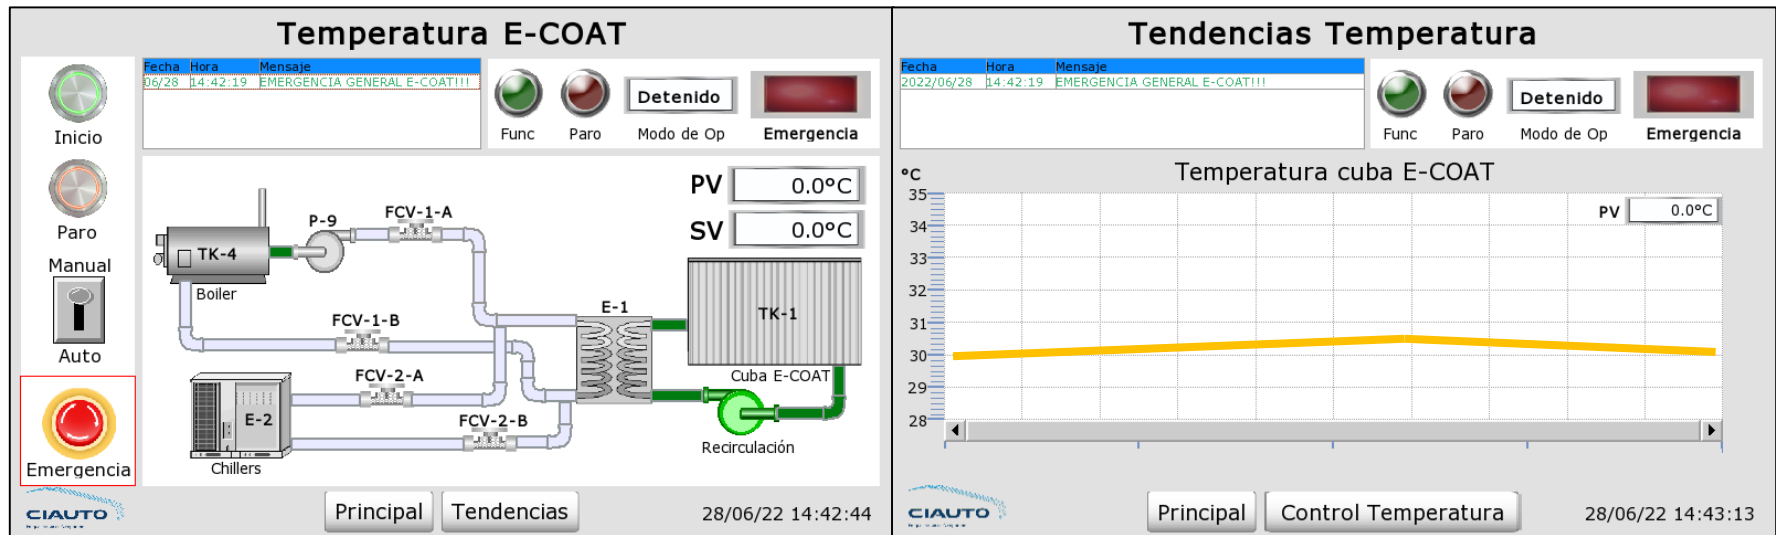 Temperatura E-COAT
Fecha Hora Mensaje
06/28 14:42:19 EMERGENCIA GENERAL E-COAT!!!
Inicio
Paro
Manual
Auto
Emergencia
Func Paro Modo de Op Emergencia
Detenido
PV 0.0°C
SV 0.0°C
P-9
FCV-1-A
TK-4
Boiler
FCV-1-B
E-1
TK-1
FCV-2-A
Cuba E-COAT
E-2
FCV-2-B
Recirculación
Chillers
CIAUTO
Principal Tendencias
28/06/22 14:42:44
Tendencias Temperatura
Fecha Hora Mensaje
2022/06/28 14:42:19 EMERGENCIA GENERAL E-COAT!!!
Detenido
Func Paro Modo de Op Emergencia
°C
Temperatura cuba E-COAT
PV 0.0°C
35
34
33
32
31
30
29
28
CIAUTO
Principal Control Temperatura
28/06/22 14:43:13